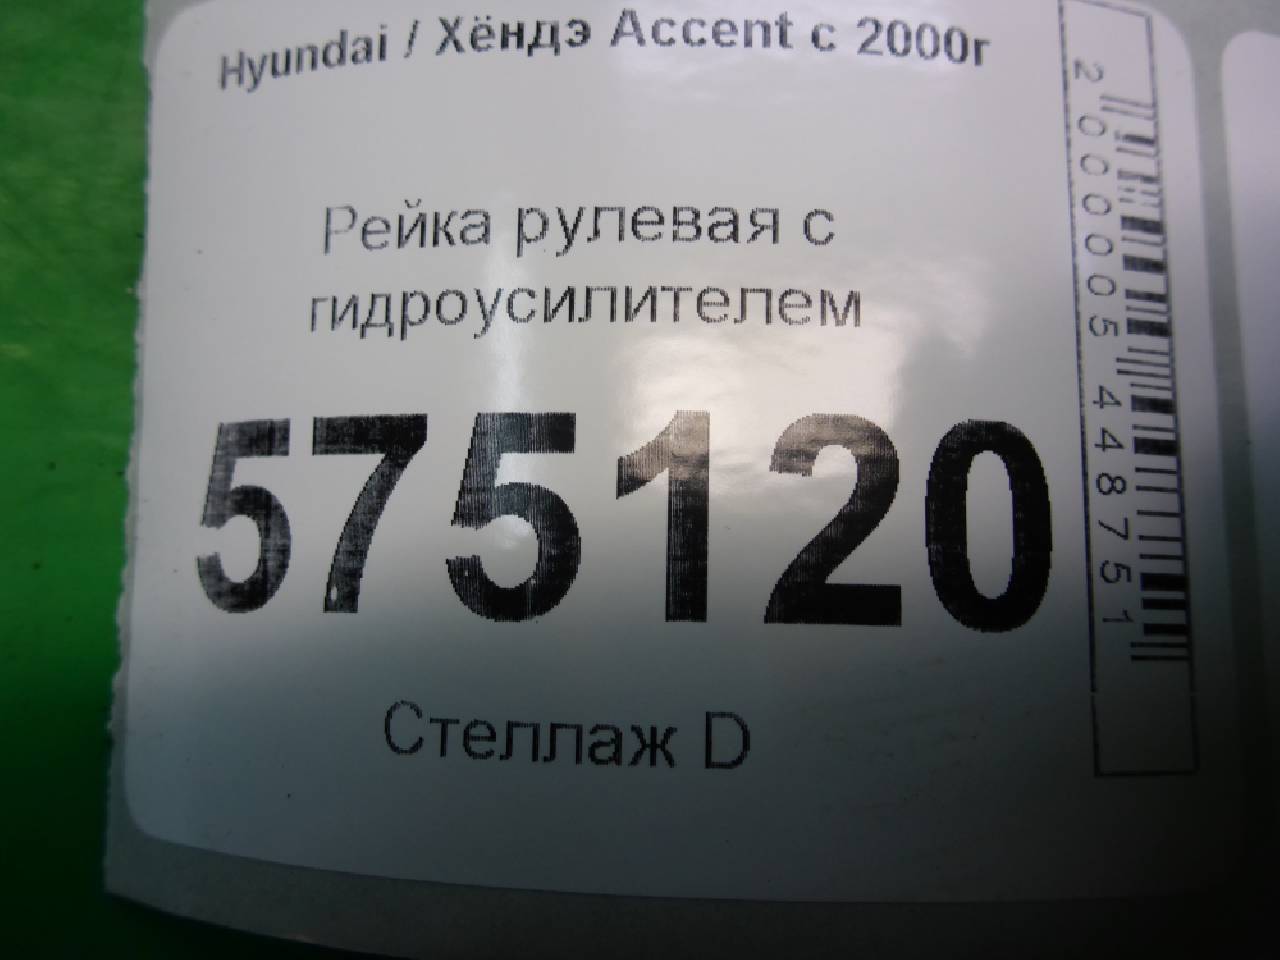 Hyundai / Хёндэ Accent с 2000г
Рейка рулевая с
гидроусилителем
575120
Стеллаж D
2000005448751